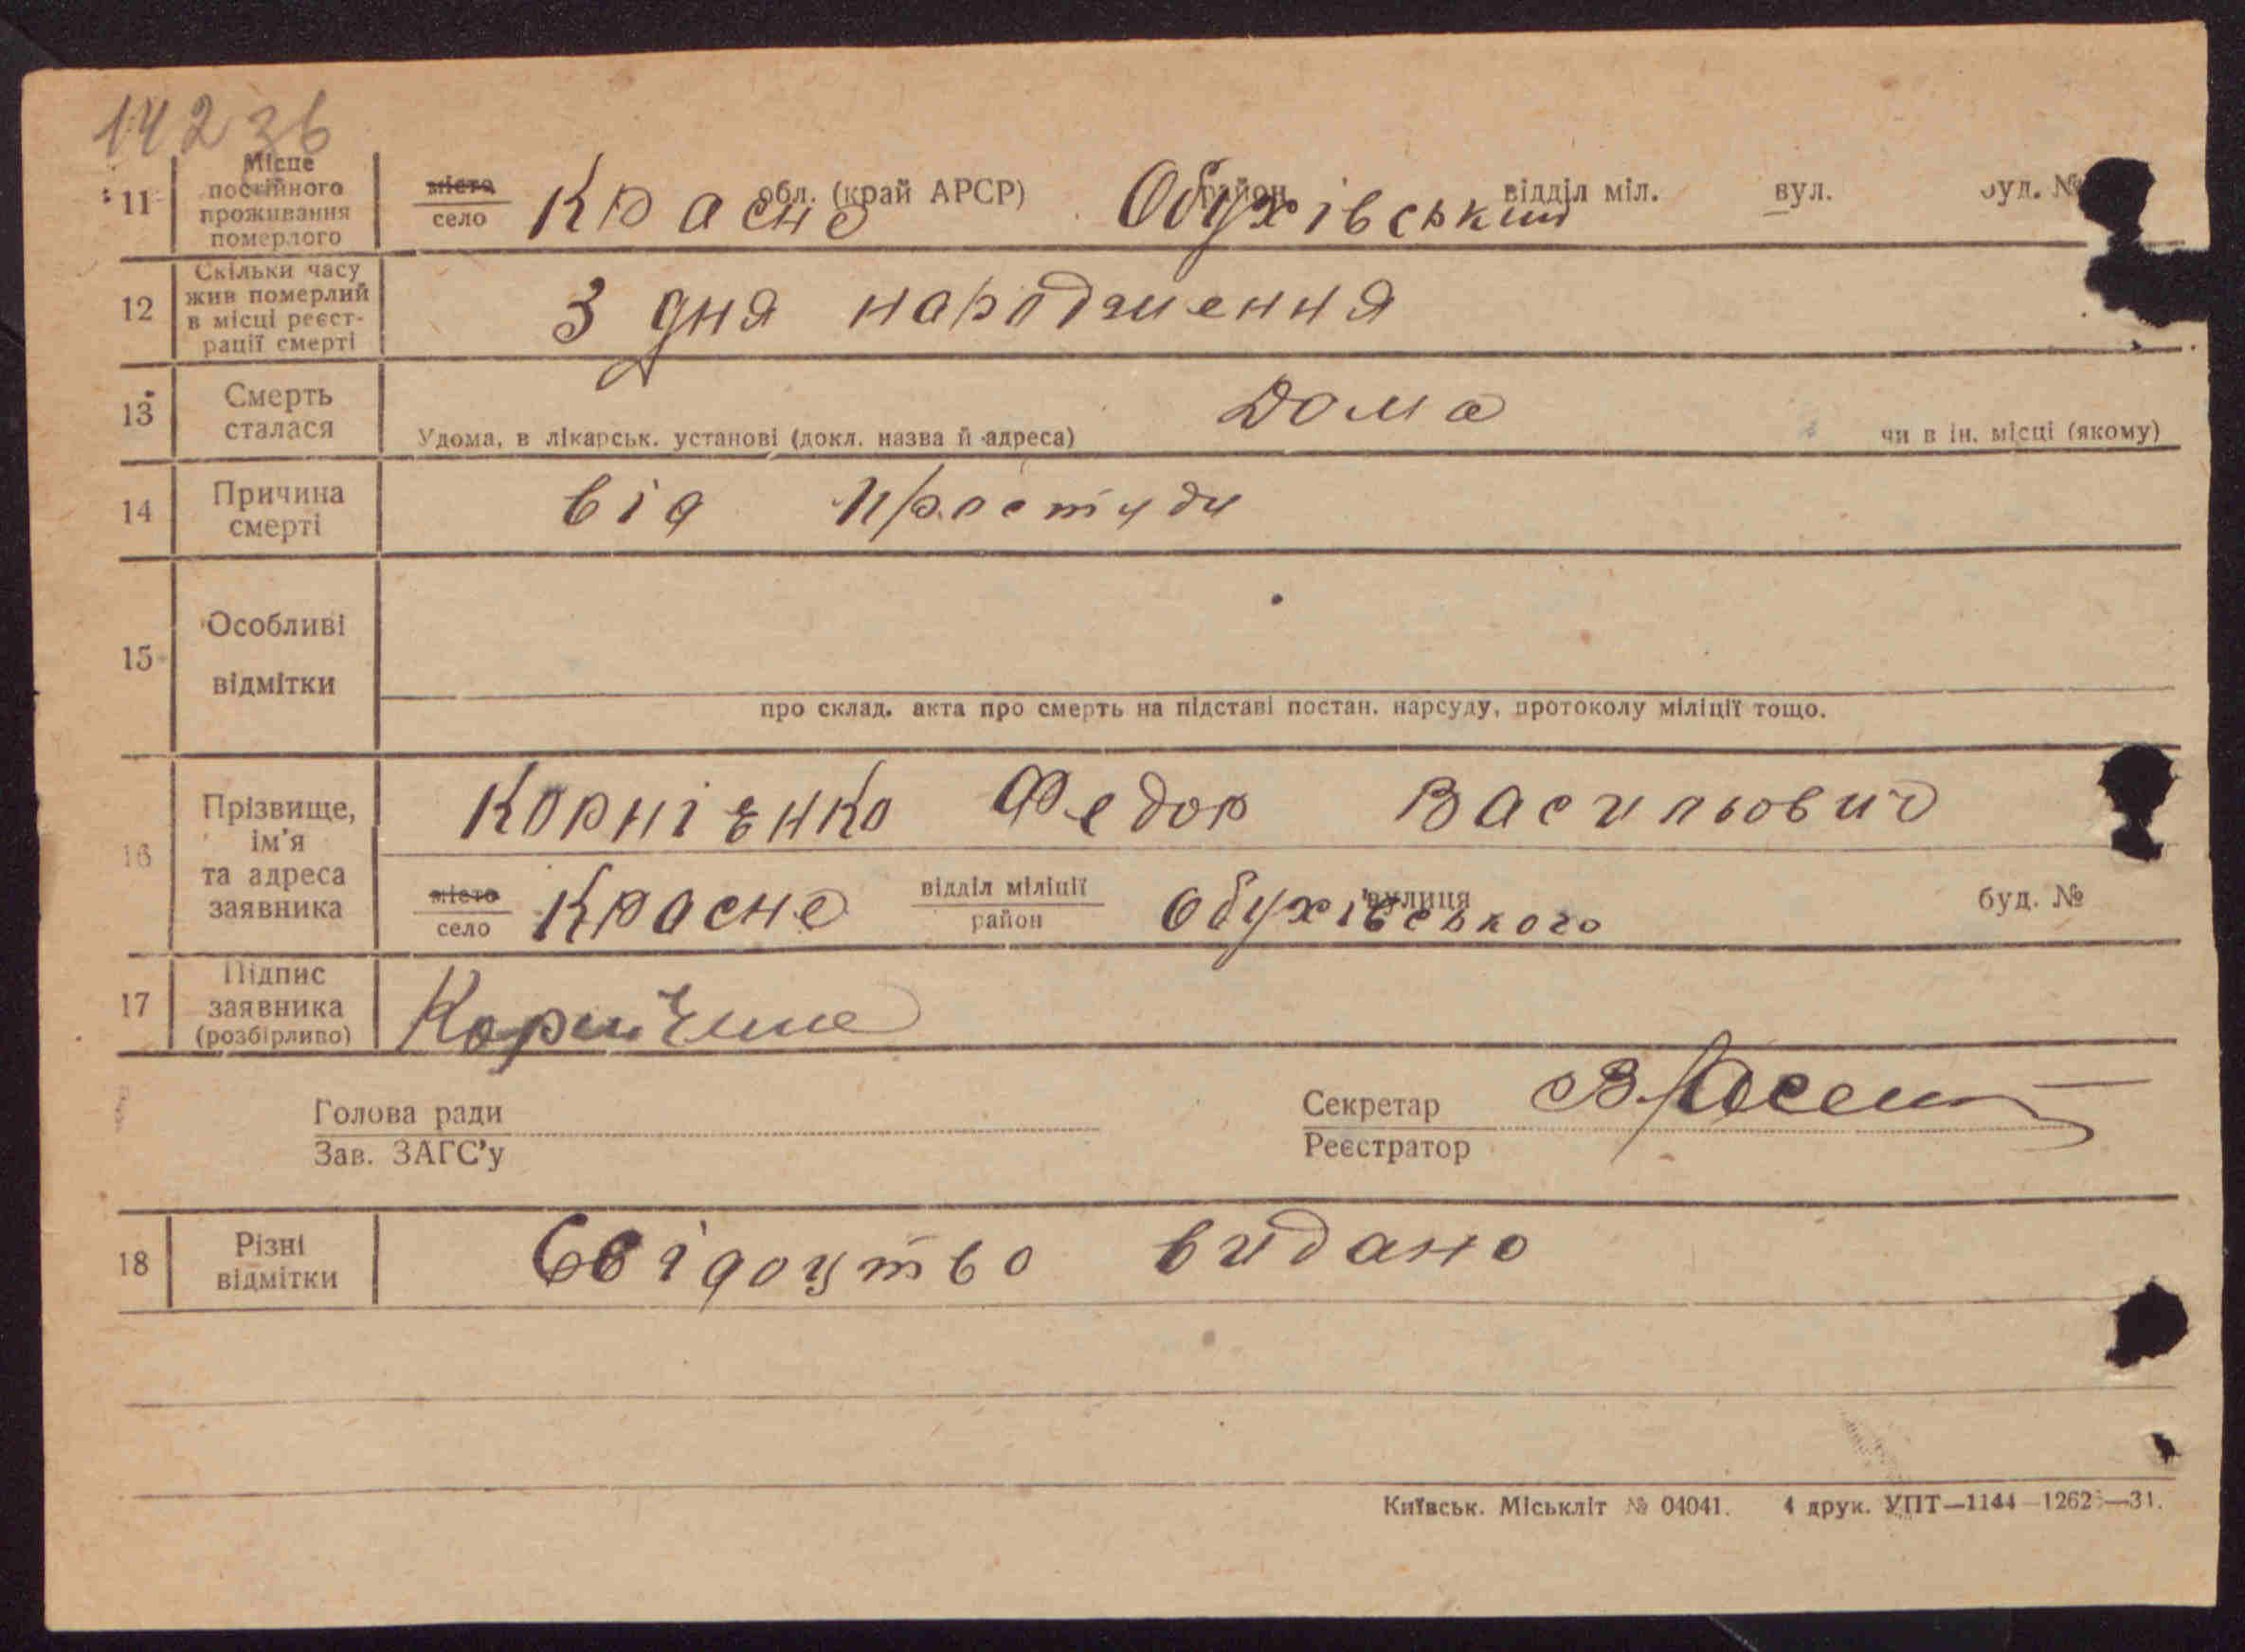 14236
11 Місце постійного проживання померлого місто село Красне обл. (край АРСР) Обухівський район відділ міл. вул. буд. №
12 Скільки часу жив померлий в місці реєстрації смерті З дня народження
13 Смерть сталася Удома, в лікарськ. установі (докл. назва й адреса) Дома чи в ін. місці (якому)
14 Причина смерті від простуди
15 Особливі відмітки
про склад. акта про смерть на підставі постан. нарсуду, протоколу міліції тощо.
16 Прізвище, ім'я та адреса заявника Корнієнко Федор Васильович
місто село Красне відділ міліції район Обухівського вулиця буд. №
17 Підпис заявника (розбірливо)
Голова ради Секретар
Зав. ЗАГС'у Реєстратор
18 Різні відмітки Свідоцтво видано
Київськ. Міськліт № 04041. 4 друк. УПТ—1144